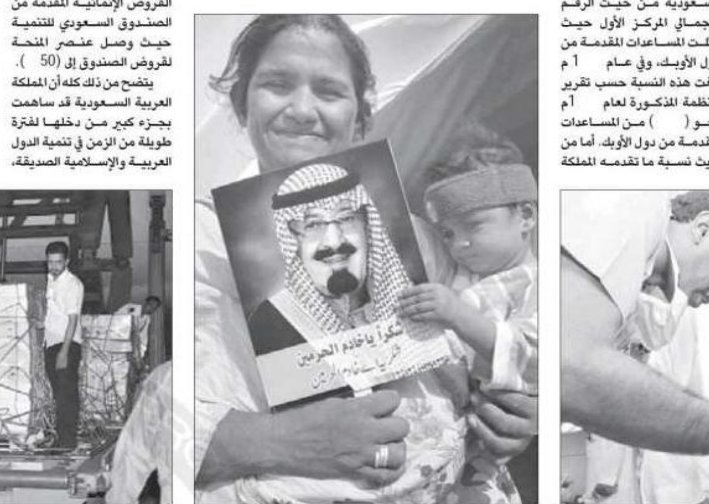 سعودية من حيث الرقم
جمالي المركز الأول حيث
لت المساعدات المقدمة من
ل الأوبك، وفي عام 1 م
ت هذه النسبة حسب تقرير
نظمة المذكورة لعام 1م
حو ( ) من المساعدات
قدمة من دول الأوبك. أما من
يث نسبة ما تقدمه المملكة
شكراً ياخادم الحرمين
القروض الإنمائية المقدمة من
الصندوق السعودي للتنمية
حيث وصل عنصر المنحة
لقروض الصندوق إلى (50 ).
يتضح من ذلك كله أن المملكة
العربية السعودية قد ساهمت
بجزء كبير من دخلها لفترة
طويلة من الزمن في تنمية الدول
العربية والإسلامية الصديقة،